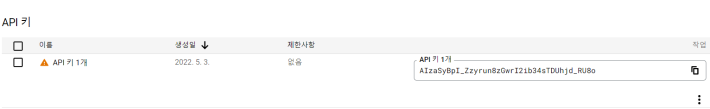 API 키
이름 생성일 제한사항 작업
API 키 1개 2022. 5. 3. 없음 API 키 1개
AIzaSyBpI_Zzyrun8zGwrI2ib34sTDUhjd_RU8o